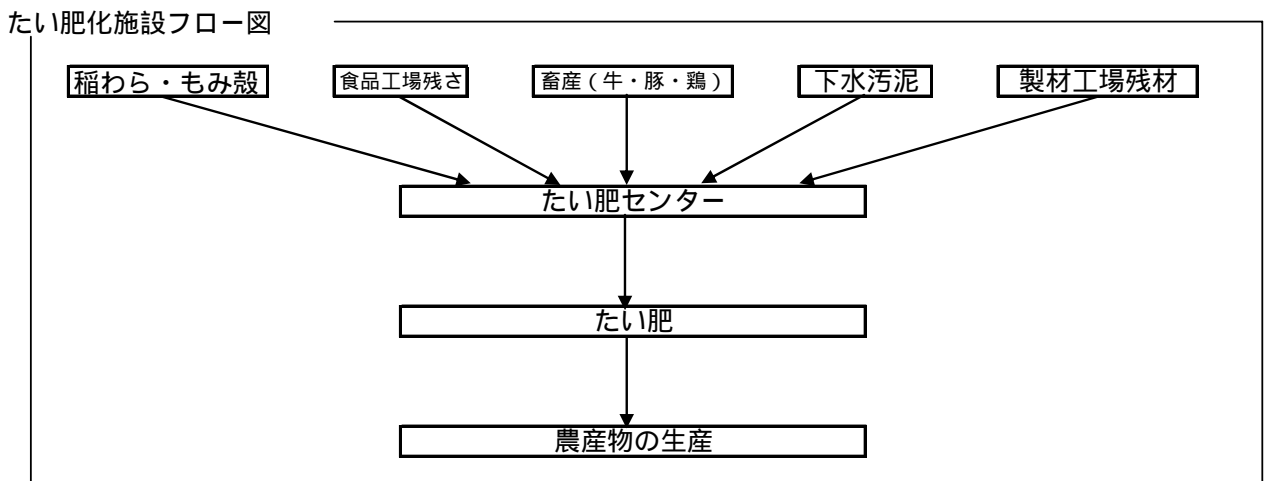 たい肥化施設フロー図
稲わら・もみ殻
食品工場残さ
畜産(牛・豚・鶏)
下水汚泥
製材工場残材
たい肥センター
たい肥
農産物の生産